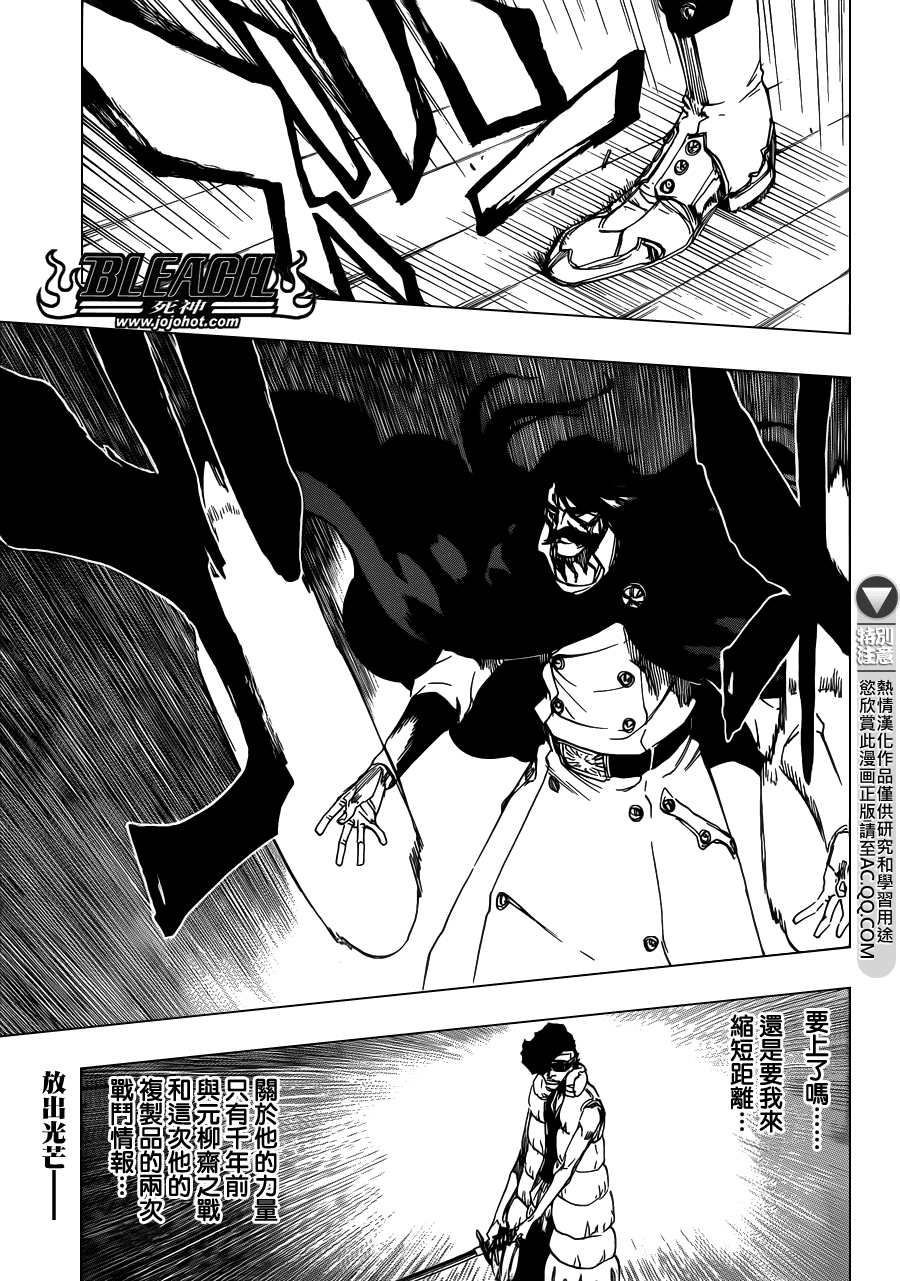 BLEACH
死神
www.jojohot.com
特別
注意
熱情漢化作品僅供研究和學習用途
慾欣賞此漫画正版請至AC.QQ.COM
要上了嗎……
還是要我來
縮短距離…
關於他的力量
只有千年前
與元柳齋之戰
和這次他的
複製品的兩次
戰鬥情報…
放出光芒——